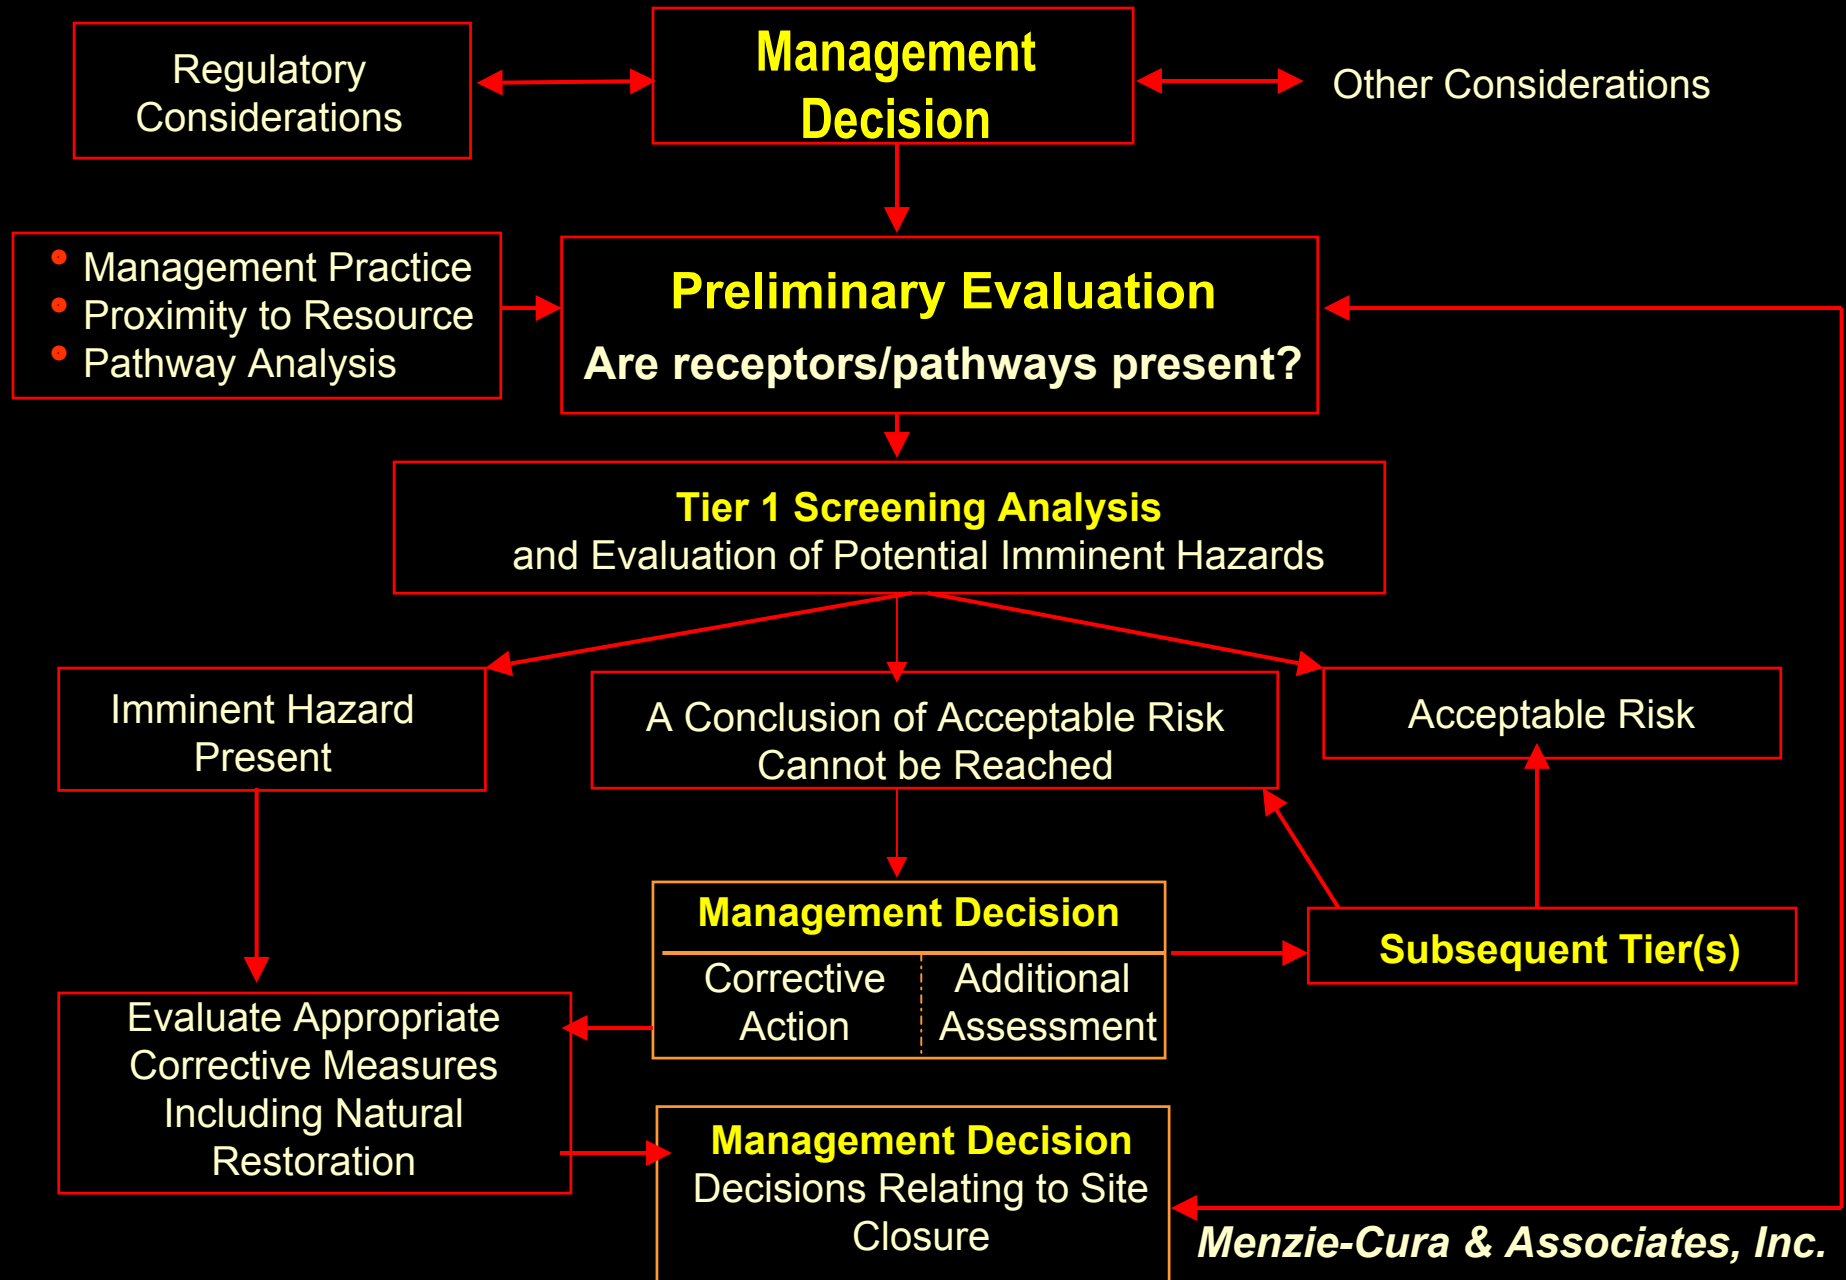 Regulatory
Considerations
Management
Decision
Other Considerations
• Management Practice
• Proximity to Resource
• Pathway Analysis
Preliminary Evaluation
Are receptors/pathways present?
Tier 1 Screening Analysis
and Evaluation of Potential Imminent Hazards
Imminent Hazard
Present
A Conclusion of Acceptable Risk
Cannot be Reached
Acceptable Risk
Management Decision
Corrective
Action
Additional
Assessment
Subsequent Tier(s)
Evaluate Appropriate
Corrective Measures
Including Natural
Restoration
Management Decision
Decisions Relating to Site
Closure
Menzie-Cura & Associates, Inc.